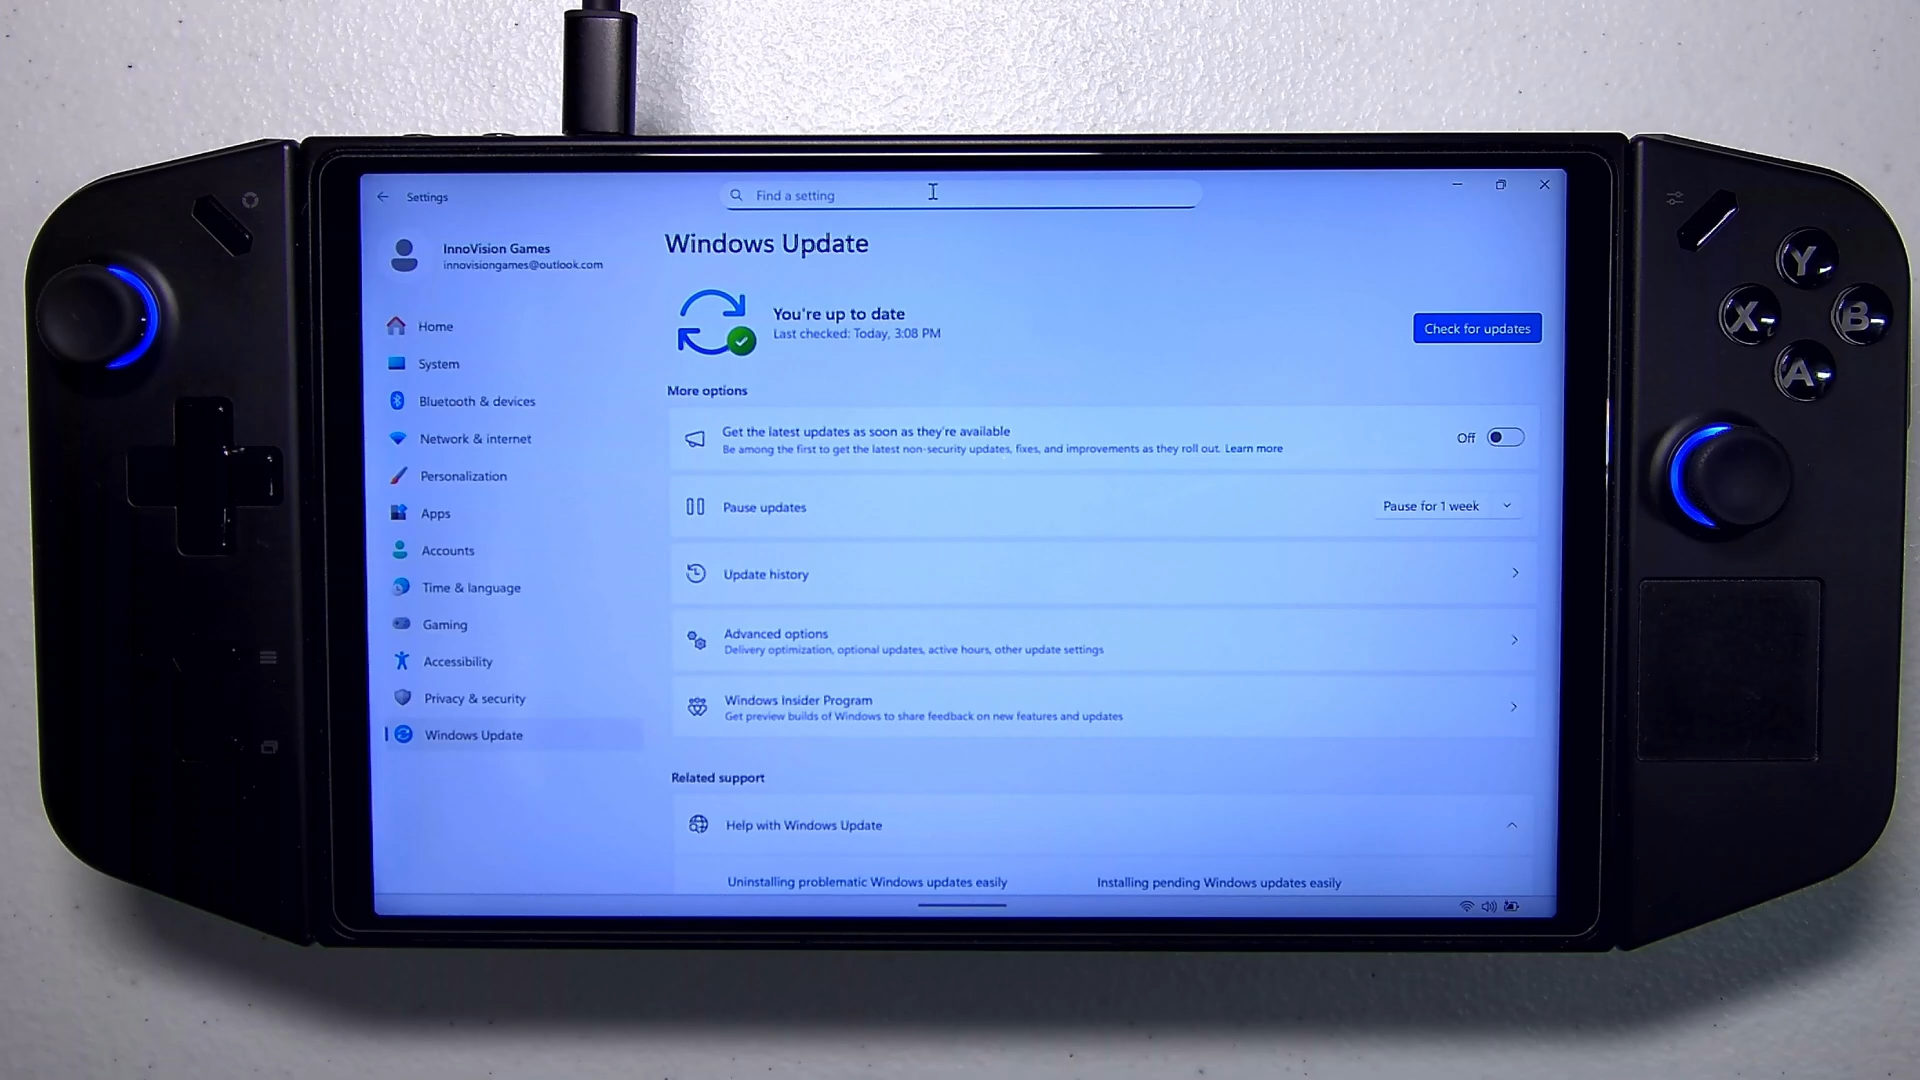 Settings
Find a setting
InnoVision Games
innovisiongames@outlook.com
Home
System
Bluetooth & devices
Network & internet
Personalization
Apps
Accounts
Time & language
Gaming
Accessibility
Privacy & security
Windows Update
Windows Update
You're up to date
Last checked: Today, 3:08 PM
Check for updates
More options
Get the latest updates as soon as they're available
Be among the first to get the latest non-security updates, fixes, and improvements as they roll out. Learn more
Off
Pause updates
Pause for 1 week
Update history
Advanced options
Delivery optimization, optional updates, active hours, other update settings
Windows Insider Program
Get preview builds of Windows to share feedback on new features and updates
Related support
Help with Windows Update
Uninstalling problematic Windows updates easily
Installing pending Windows updates easily
Y
X
B
A